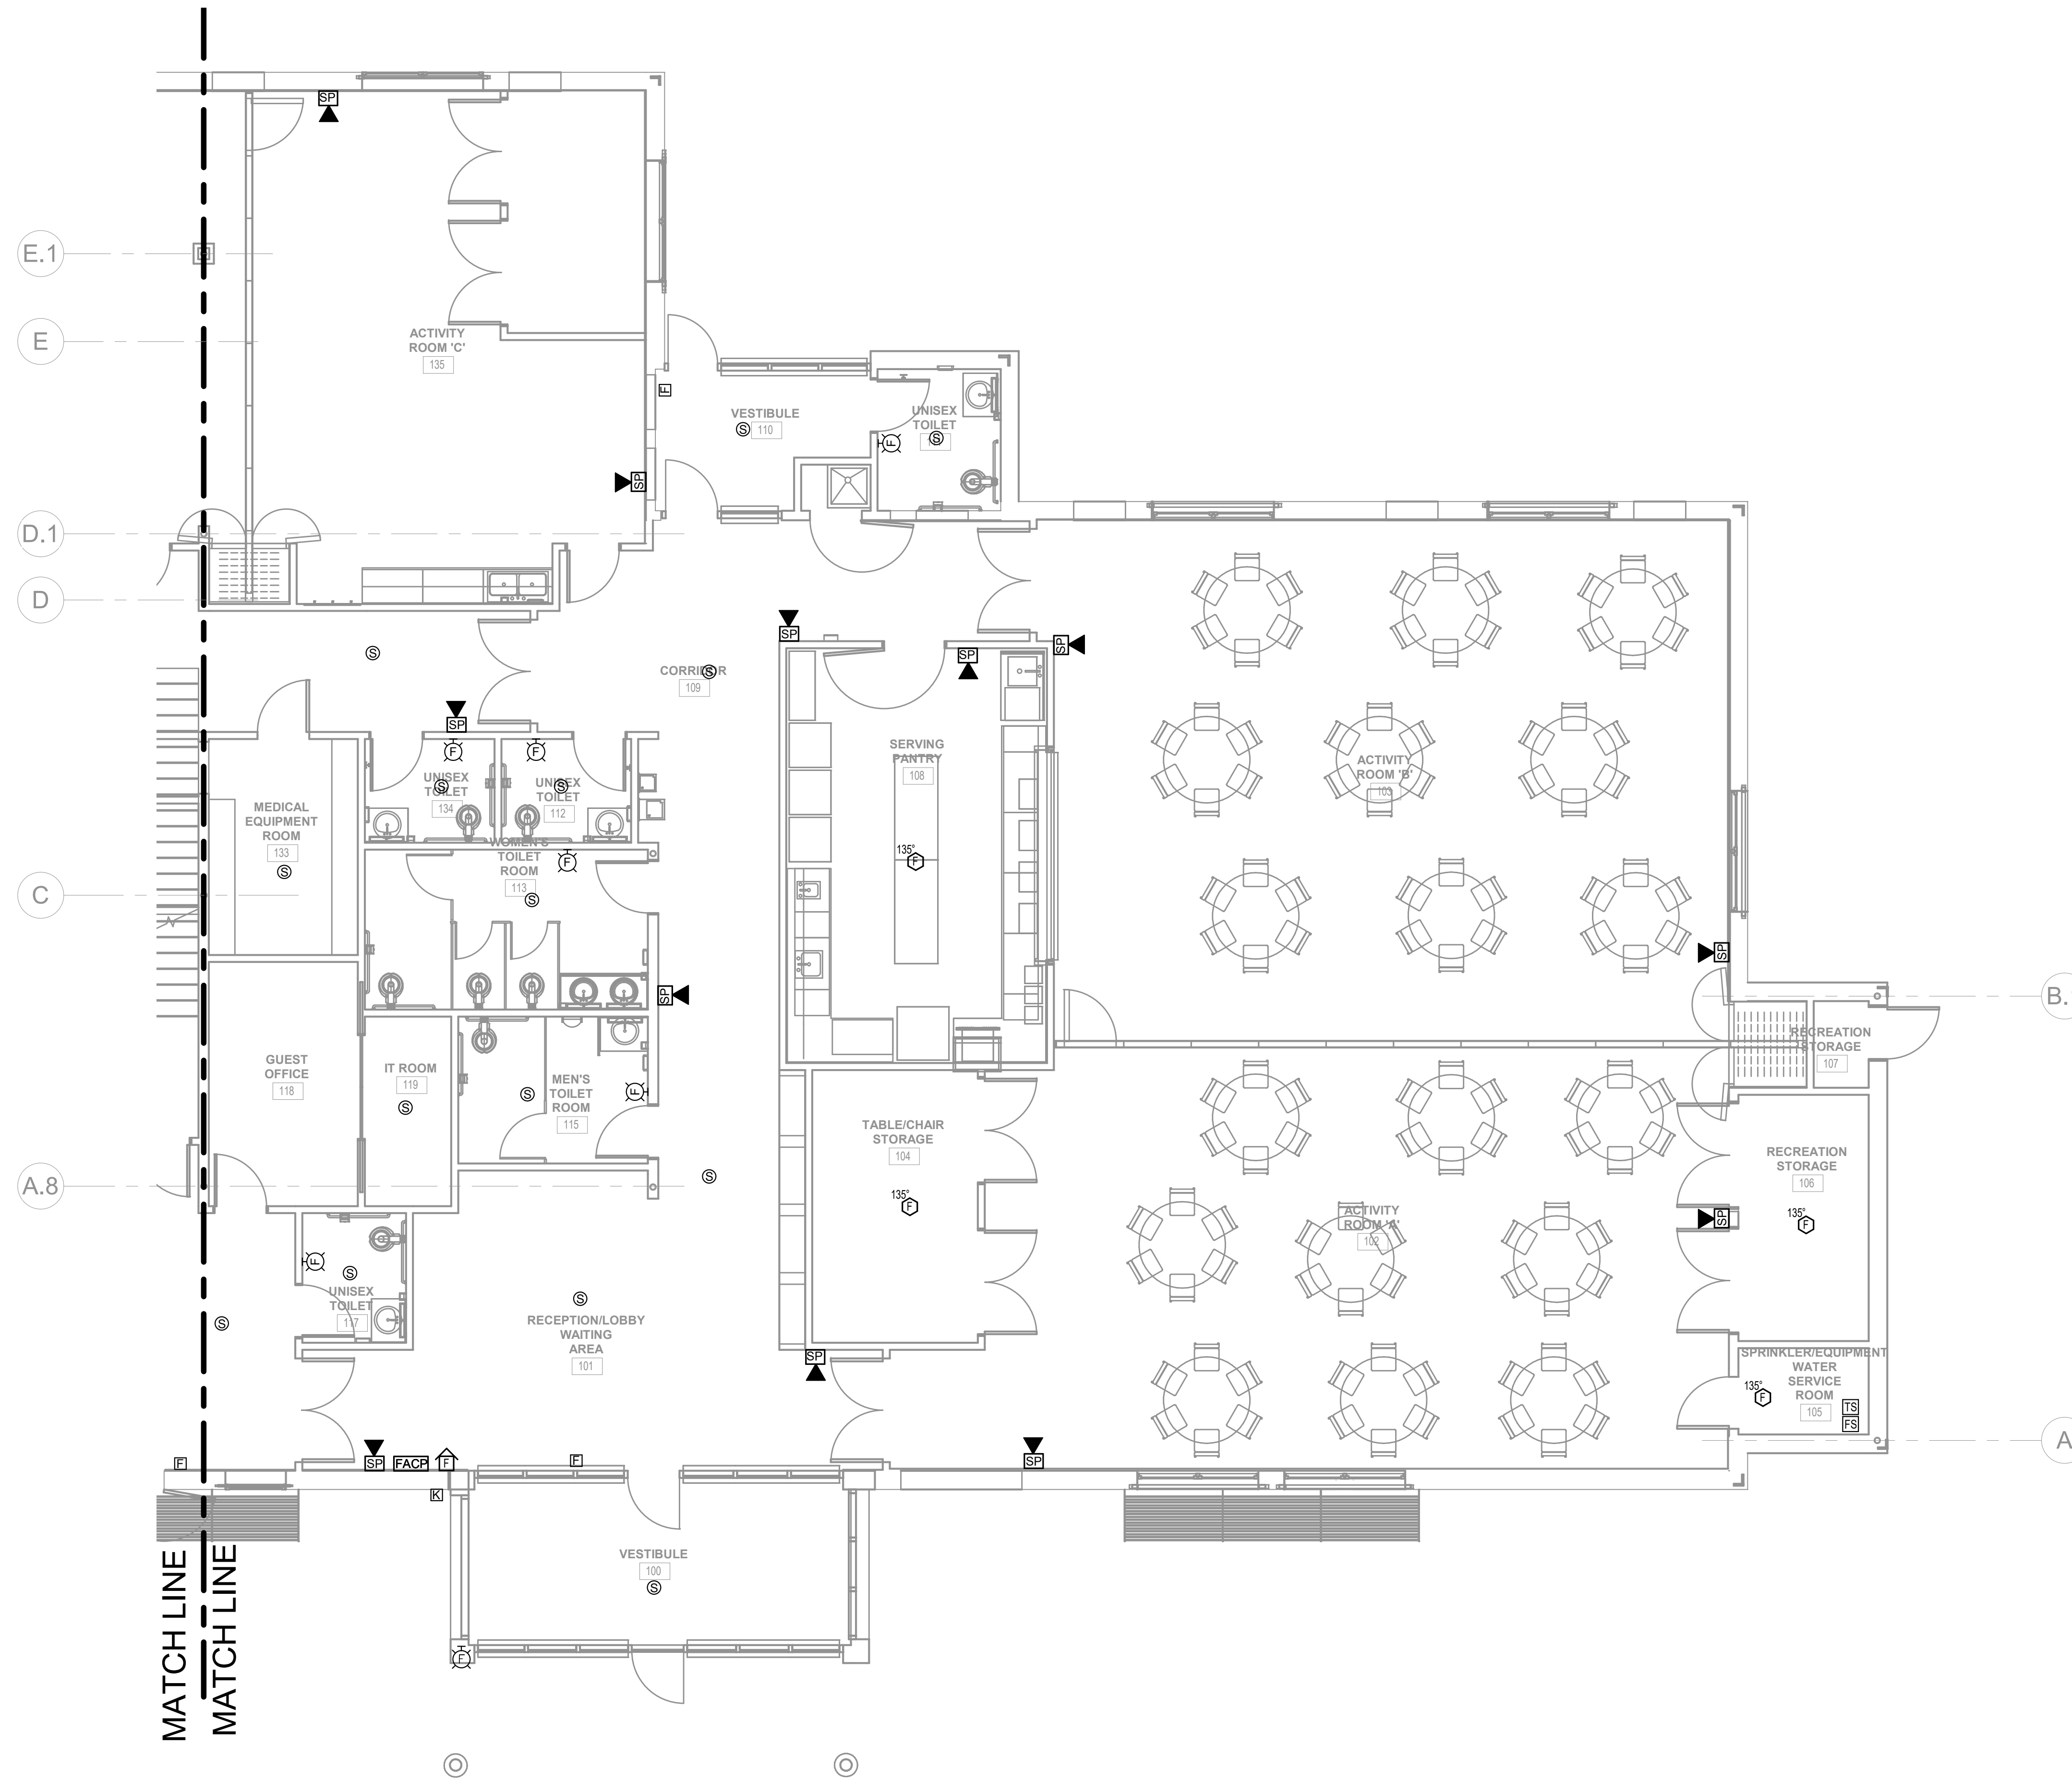 SP
E.1
E
ACTIVITY
ROOM 'C'
135
F
VESTIBULE
S
110
UNISEX
TOILET
S
F
SP
D.1
D
SP
SP
SP
S
CORRIDOR
S
109
SP
F
F
SERVING
PANTRY
108
ACTIVITY
ROOM 'B'
103
UNISEX
TOILET
S
134
UNISEX
TOILET
S
112
MEDICAL
EQUIPMENT
ROOM
133
S
WOMEN'S
TOILET
ROOM
113
F
S
135°
F
C
SP
SP
B.
RECREATION
STORAGE
107
GUEST
OFFICE
118
IT ROOM
119
S
MEN'S
TOILET
ROOM
115
S
F
TABLE/CHAIR
STORAGE
104
RECREATION
STORAGE
106
A.8
S
135°
F
ACTIVITY
ROOM 'A'
102
SP
135°
F
F
S
UNISEX
TOILET
117
S
S
RECEPTION/LOBBY
WAITING
AREA
101
SP
SPRINKLER/EQUIPMENT
WATER
SERVICE
ROOM
105
135°
F
TS
FS
A
F
SP
FACP
F
F
SP
K
VESTIBULE
100
S
F
MATCH LINE
MATCH LINE